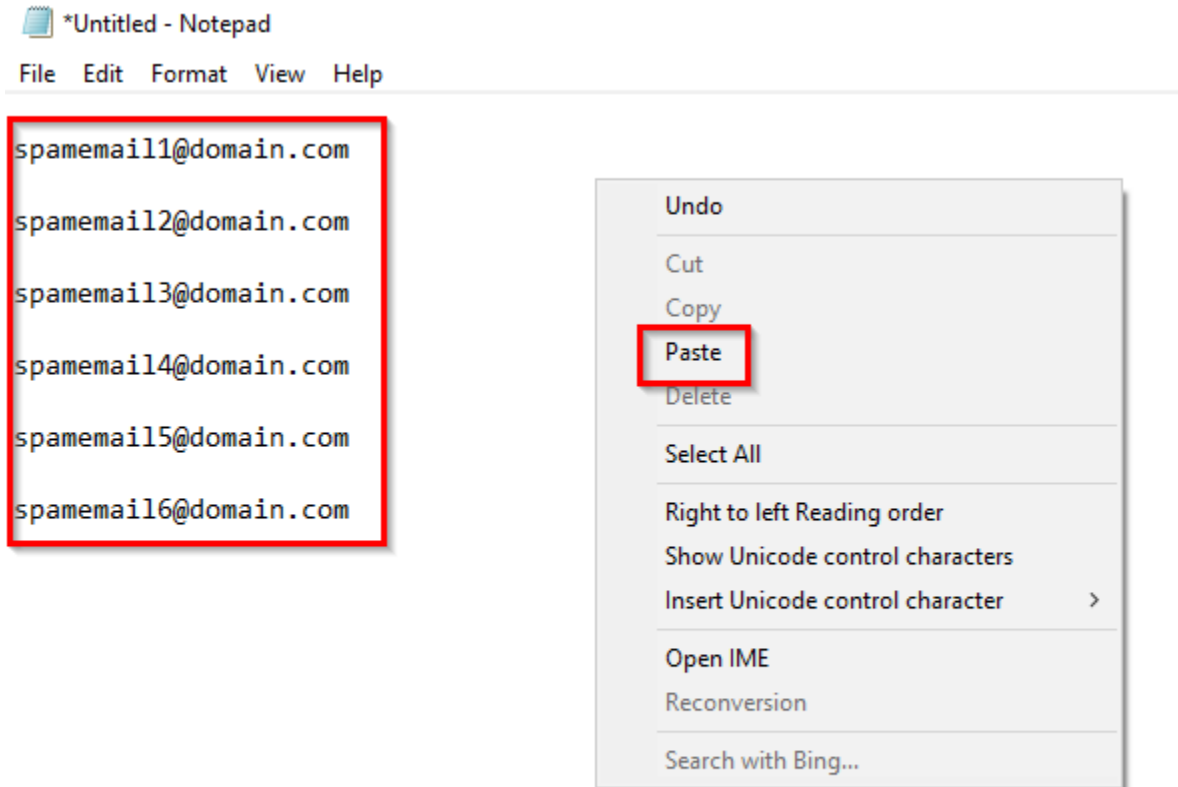 *Untitled - Notepad
File Edit Format View Help
spamemail1@domain.com
spamemail2@domain.com
spamemail3@domain.com
spamemail4@domain.com
spamemail5@domain.com
spamemail6@domain.com
Undo
Cut
Copy
Paste
Delete
Select All
Right to left Reading order
Show Unicode control characters
Insert Unicode control character >
Open IME
Reconversion
Search with Bing...